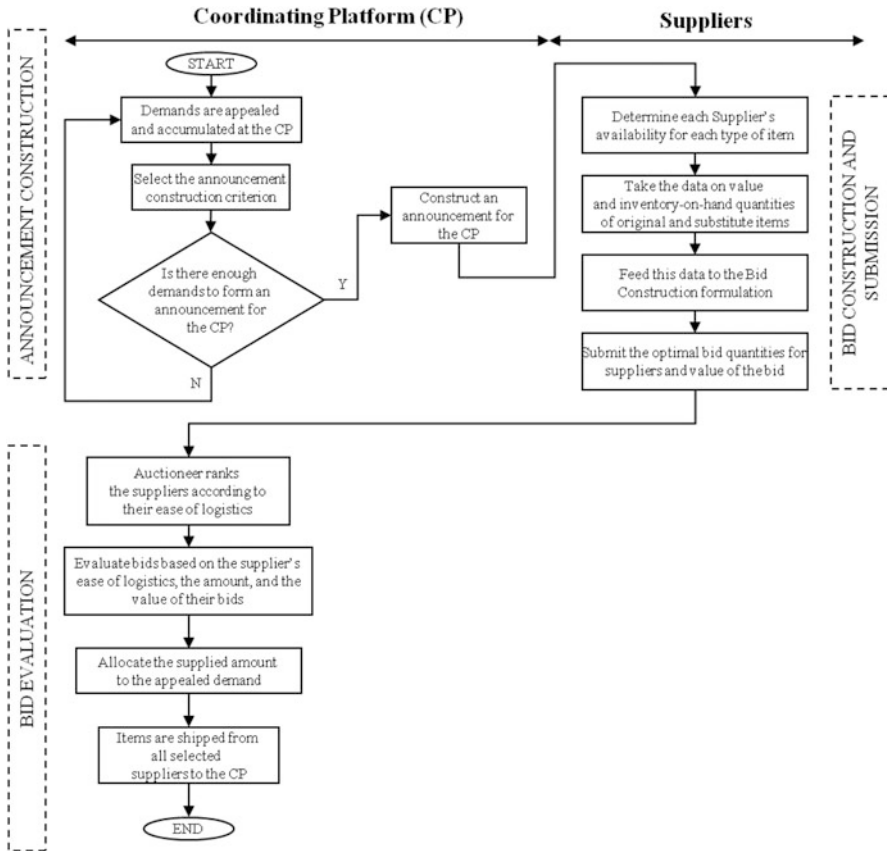 Coordinating Platform (CP)
Suppliers
ANNOUNCEMENT CONSTRUCTION
START
Demands are appealed
and accumulated at the CP
Select the announcement
construction criterion
Is there enough
demands to form an
announcement for
the CP?
Y
N
Construct an
announcement for
the CP
Determine each Supplier's
availability for each type of item
Take the data on value
and inventory-on-hand quantities
of original and substitute items
Feed this data to the Bid
Construction formulation
Submit the optimal bid quantities for
suppliers and value of the bid
BID CONSTRUCTION AND
SUBMISSION
BID EVALUATION
Auctioneer ranks
the suppliers according to
their ease of logistics
Evaluate bids based on the supplier's
ease of logistics, the amount, and the
value of their bids
Allocate the supplied amount
to the appealed demand
Items are shipped from
all selected
suppliers to the CP
END